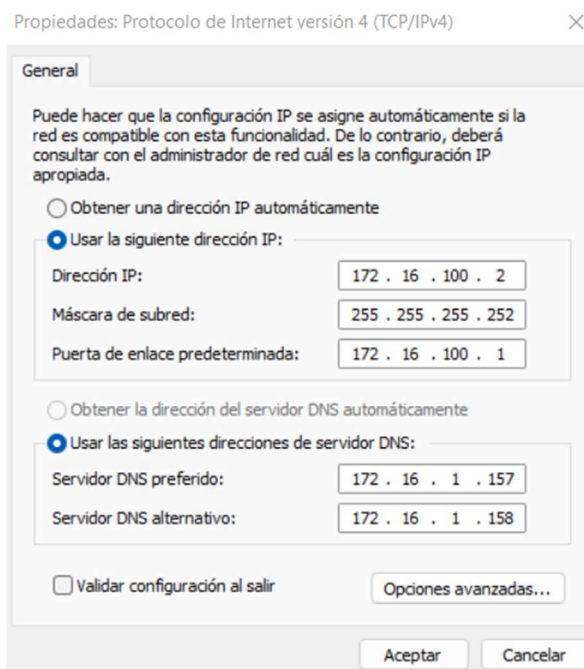 Propiedades: Protocolo de Internet versión 4 (TCP/IPv4)
General
Puede hacer que la configuración IP se asigne automáticamente si la
red es compatible con esta funcionalidad. De lo contrario, deberá
consultar con el administrador de red cuál es la configuración IP
apropiada.
Obtener una dirección IP automáticamente
Usar la siguiente dirección IP:
Dirección IP: 172 . 16 . 100 . 2
Máscara de subred: 255 . 255 . 255 . 252
Puerta de enlace predeterminada: 172 . 16 . 100 . 1
Obtener la dirección del servidor DNS automáticamente
Usar las siguientes direcciones de servidor DNS:
Servidor DNS preferido: 172 . 16 . 1 . 157
Servidor DNS alternativo: 172 . 16 . 1 . 158
Validar configuración al salir Opciones avanzadas...
Aceptar Cancelar